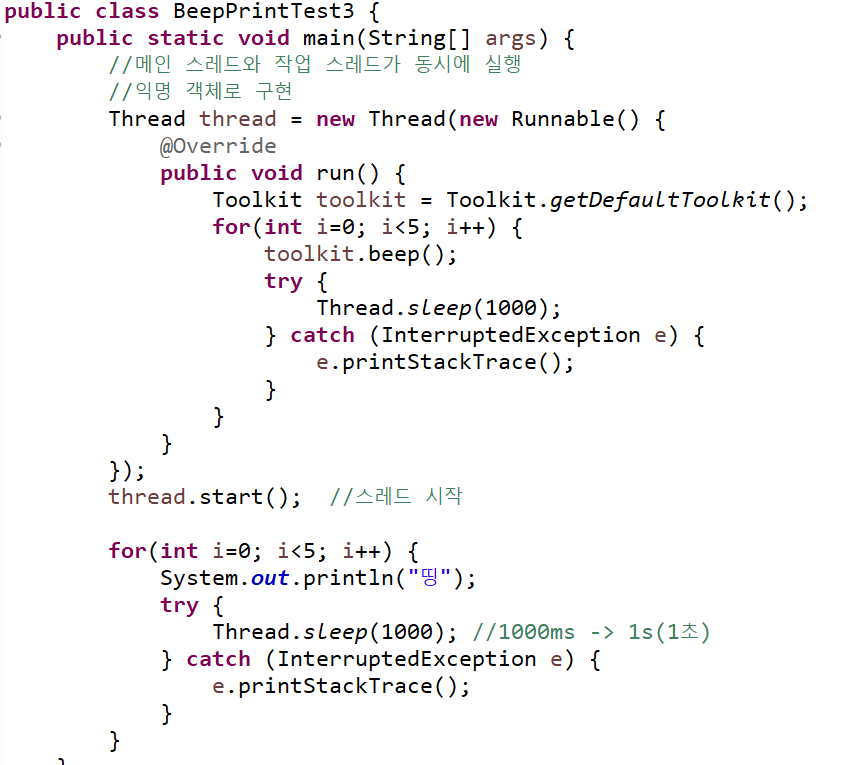 public class BeepPrintTest3 {
    public static void main(String[] args) {
        //메인 스레드와 작업 스레드가 동시에 실행
        //익명 객체로 구현
        Thread thread = new Thread(new Runnable() {
            @Override
            public void run() {
                Toolkit toolkit = Toolkit.getDefaultToolkit();
                for(int i=0; i<5; i++) {
                    toolkit.beep();
                    try {
                        Thread.sleep(1000);
                    } catch (InterruptedException e) {
                        e.printStackTrace();
                    }
                }
            }
        });
        thread.start();  //스레드 시작

        for(int i=0; i<5; i++) {
            System.out.println("띵");
            try {
                Thread.sleep(1000); //1000ms -> 1s(1초)
            } catch (InterruptedException e) {
                e.printStackTrace();
            }
        }
    }